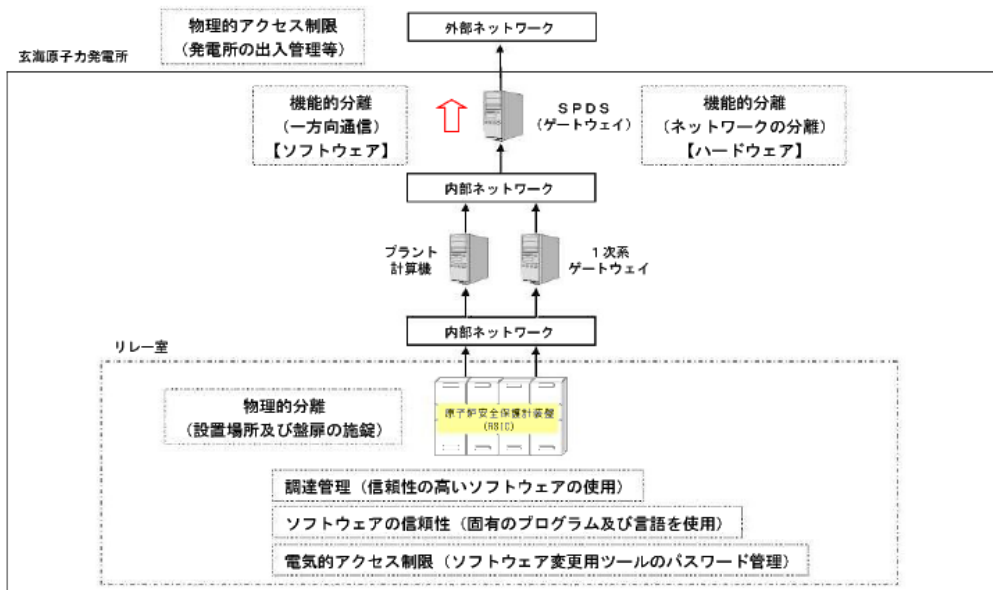 物理的アクセス制限
(発電所の出入管理等)
外部ネットワーク
玄海原子力発電所
機能的分離
(一方向通信)
【ソフトウェア】
SPDS
(ゲートウェイ)
機能的分離
(ネットワークの分離)
【ハードウェア】
内部ネットワーク
プラント
計算機
1次系
ゲートウェイ
内部ネットワーク
リレー室
物理的分離
(設置場所及び盤扉の施錠)
原子炉安全保護計装盤
調達管理(信頼性の高いソフトウェアの使用)
ソフトウェアの信頼性(固有のプログラム及び言語を使用)
電気的アクセス制限(ソフトウェア変更用ツールのパスワード管理)